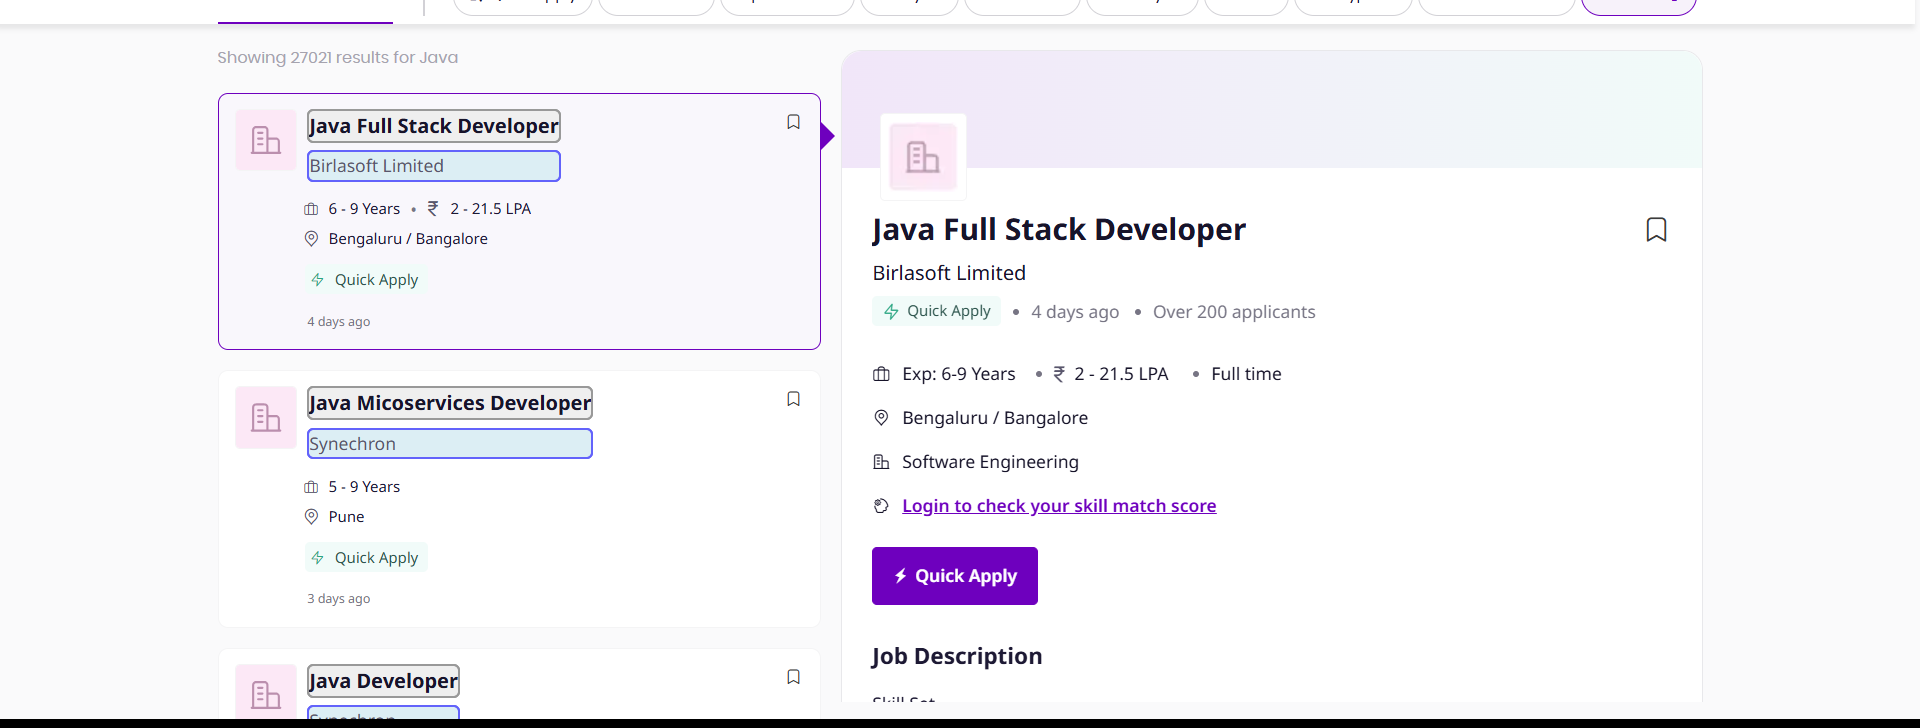 Showing 27021 results for Java
Java Full Stack Developer
Birlasoft Limited
6 - 9 Years • ₹ 2 - 21.5 LPA
Bengaluru / Bangalore
Quick Apply
4 days ago
Java Micoservices Developer
Synechron
5 - 9 Years
Pune
Quick Apply
3 days ago
Java Developer
Synechron
Java Full Stack Developer
Birlasoft Limited
Quick Apply • 4 days ago • Over 200 applicants
Exp: 6-9 Years • ₹ 2 - 21.5 LPA • Full time
Bengaluru / Bangalore
Software Engineering
Login to check your skill match score
Quick Apply
Job Description
Skill Set